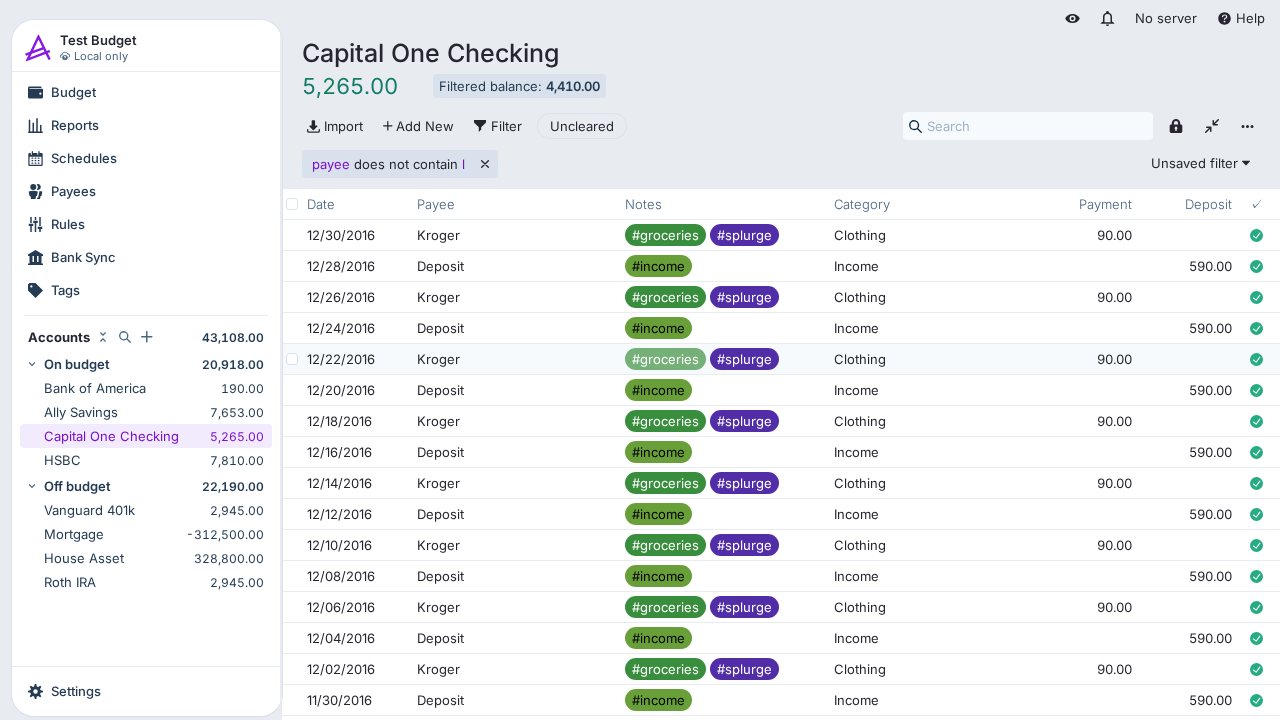 Test Budget
Local only
Budget
Reports
Schedules
Payees
Rules
Bank Sync
Tags
Accounts 43,108.00
On budget 20,918.00
Bank of America 190.00
Ally Savings 7,653.00
Capital One Checking 5,265.00
HSBC 7,810.00
Off budget 22,190.00
Vanguard 401k 2,945.00
Mortgage -312,500.00
House Asset 328,800.00
Roth IRA 2,945.00
Settings
No server Help
Capital One Checking
5,265.00 Filtered balance: 4,410.00
Import Add New Filter Uncleared Search
payee does not contain l Unsaved filter
Date Payee Notes Category Payment Deposit ✓
12/30/2016 Kroger #groceries #splurge Clothing 90.00
12/28/2016 Deposit #income Income 590.00
12/26/2016 Kroger #groceries #splurge Clothing 90.00
12/24/2016 Deposit #income Income 590.00
12/22/2016 Kroger #groceries #splurge Clothing 90.00
12/20/2016 Deposit #income Income 590.00
12/18/2016 Kroger #groceries #splurge Clothing 90.00
12/16/2016 Deposit #income Income 590.00
12/14/2016 Kroger #groceries #splurge Clothing 90.00
12/12/2016 Deposit #income Income 590.00
12/10/2016 Kroger #groceries #splurge Clothing 90.00
12/08/2016 Deposit #income Income 590.00
12/06/2016 Kroger #groceries #splurge Clothing 90.00
12/04/2016 Deposit #income Income 590.00
12/02/2016 Kroger #groceries #splurge Clothing 90.00
11/30/2016 Deposit #income Income 590.00